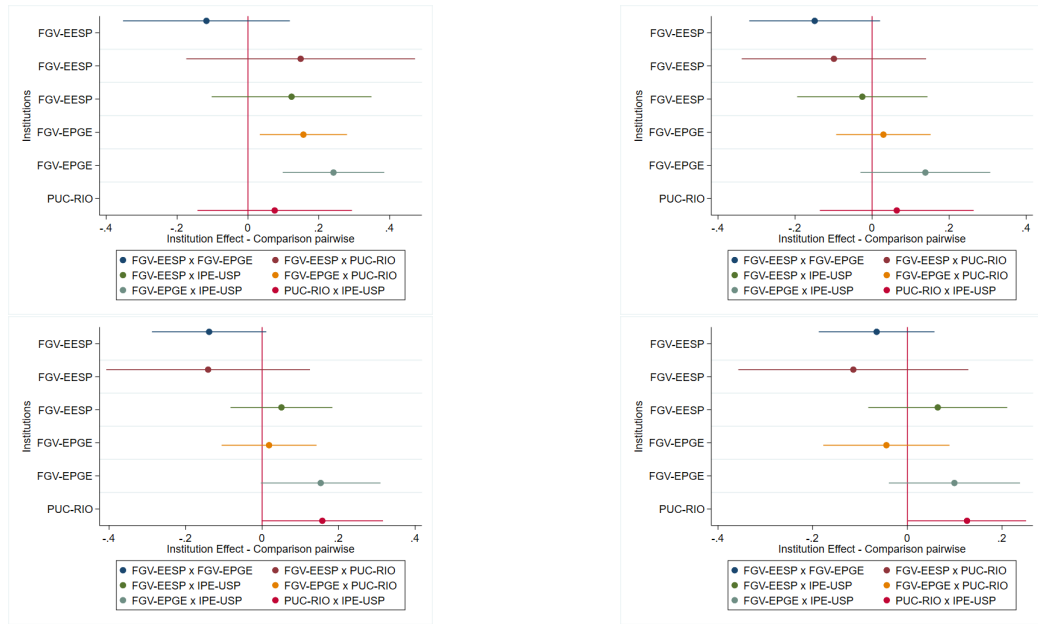 Institutions
FGV-EESP
FGV-EESP
FGV-EESP
FGV-EPGE
FGV-EPGE
PUC-RIO
-.4 -.2 0 .2 .4
Institution Effect - Comparison pairwise
FGV-EESP x FGV-EPGE FGV-EESP x PUC-RIO
FGV-EESP x IPE-USP FGV-EPGE x PUC-RIO
FGV-EPGE x IPE-USP PUC-RIO x IPE-USP
Institutions
FGV-EESP
FGV-EESP
FGV-EESP
FGV-EPGE
FGV-EPGE
PUC-RIO
-.4 -.2 0 .2 .4
Institution Effect - Comparison pairwise
FGV-EESP x FGV-EPGE FGV-EESP x PUC-RIO
FGV-EESP x IPE-USP FGV-EPGE x PUC-RIO
FGV-EPGE x IPE-USP PUC-RIO x IPE-USP
Institutions
FGV-EESP
FGV-EESP
FGV-EESP
FGV-EPGE
FGV-EPGE
PUC-RIO
-.4 -.2 0 .2 .4
Institution Effect - Comparison pairwise
FGV-EESP x FGV-EPGE FGV-EESP x PUC-RIO
FGV-EESP x IPE-USP FGV-EPGE x PUC-RIO
FGV-EPGE x IPE-USP PUC-RIO x IPE-USP
Institutions
FGV-EESP
FGV-EESP
FGV-EESP
FGV-EPGE
FGV-EPGE
PUC-RIO
-.4 -.2 0 .2
Institution Effect - Comparison pairwise
FGV-EESP x FGV-EPGE FGV-EESP x PUC-RIO
FGV-EESP x IPE-USP FGV-EPGE x PUC-RIO
FGV-EPGE x IPE-USP PUC-RIO x IPE-USP